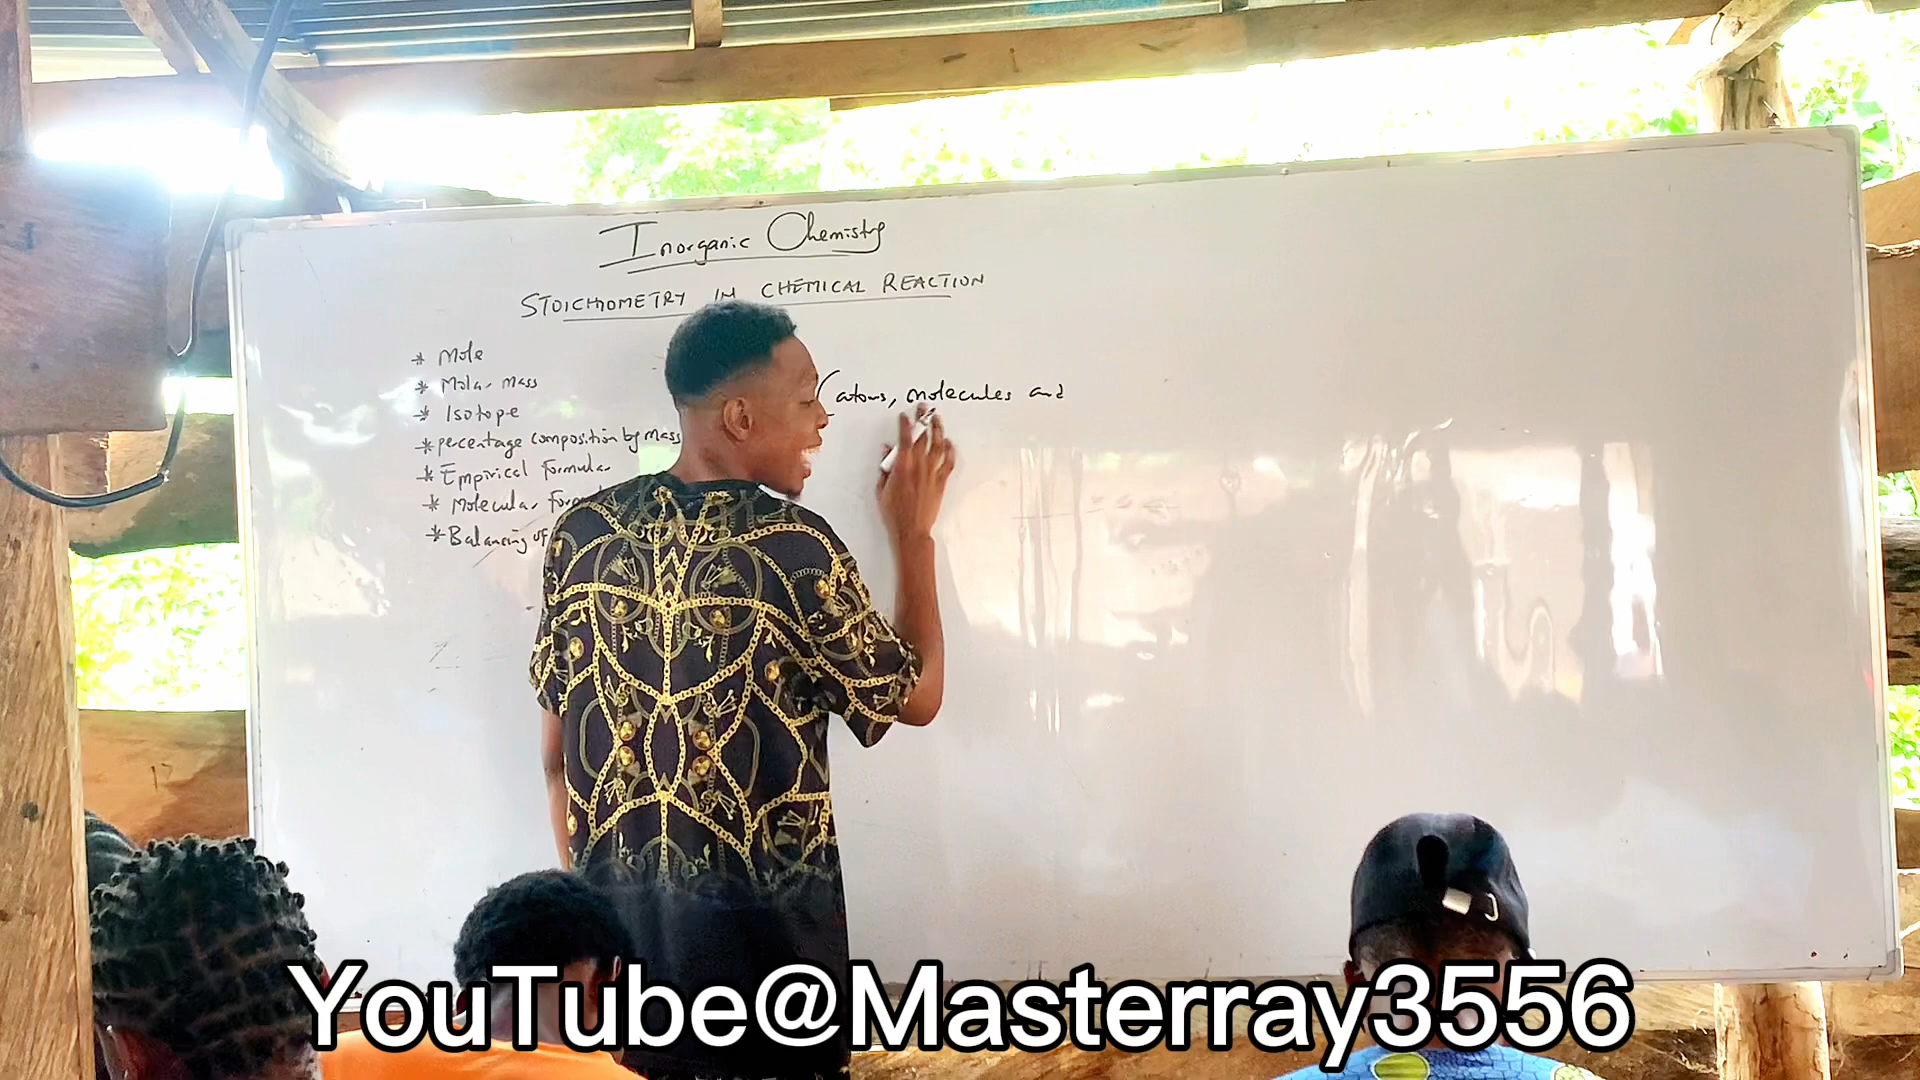 Inorganic Chemistry
STOICHIOMETRY IN CHEMICAL REACTION
* Mole
* Molar mass
* Isotope
* percentage composition by mass
* Empirical Formular
* Molecular
* Balancing of
(atoms, molecules and
YouTube@Masterray3556